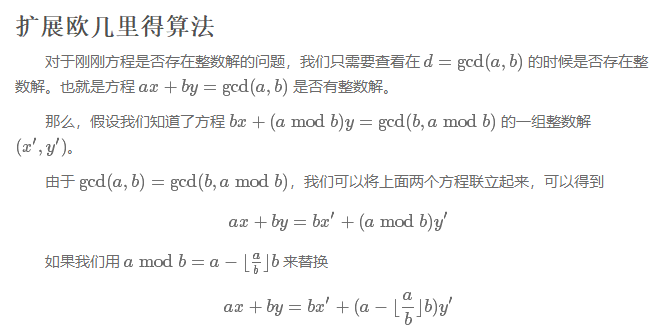 扩展欧几里得算法
对于刚刚方程是否存在整数解的问题，我们只需要查看在 d = gcd(a, b) 的时候是否存在整
数解。也就是方程 ax + by = gcd(a, b) 是否有整数解。
那么，假设我们知道了方程 bx + (a mod b)y = gcd(b, a mod b) 的一组整数解
(x′, y′)。
由于 gcd(a, b) = gcd(b, a mod b)，我们可以将上面两个方程联立起来，可以得到
ax + by = bx′ + (a mod b)y′
如果我们用 a mod b = a − ⌊a/b⌋b 来替换
ax + by = bx′ + (a − ⌊a/b⌋b)y′